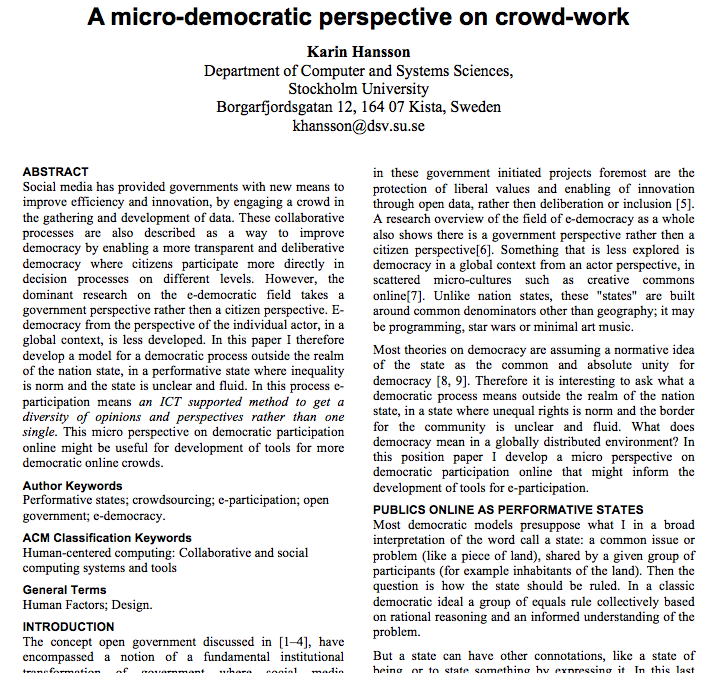 A micro-democratic perspective on crowd-work
Karin Hansson
Department of Computer and Systems Sciences,
Stockholm University
Borgarfjordsgatan 12, 164 07 Kista, Sweden
khansson@dsv.su.se
ABSTRACT
Social media has provided governments with new means to
improve efficiency and innovation, by engaging a crowd in
the gathering and development of data. These collaborative
processes are also described as a way to improve
democracy by enabling a more transparent and deliberative
democracy where citizens participate more directly in
decision processes on different levels. However, the
dominant research on the e-democratic field takes a
government perspective rather then a citizen perspective. E-
democracy from the perspective of the individual actor, in a
global context, is less developed. In this paper I therefore
develop a model for a democratic process outside the realm
of the nation state, in a performative state where inequality
is norm and the state is unclear and fluid. In this process e-
participation means an ICT supported method to get a
diversity of opinions and perspectives rather than one
single. This micro perspective on democratic participation
online might be useful for development of tools for more
democratic online crowds.
Author Keywords
Performative states; crowdsourcing; e-participation; open
government; e-democracy.
ACM Classification Keywords
Human-centered computing: Collaborative and social
computing systems and tools
General Terms
Human Factors; Design.
INTRODUCTION
The concept open government discussed in [1–4], have
encompassed a notion of a fundamental institutional
transformation of government where social media
in these government initiated projects foremost are the
protection of liberal values and enabling of innovation
through open data, rather then deliberation or inclusion [5].
A research overview of the field of e-democracy as a whole
also shows there is a government perspective rather then a
citizen perspective[6]. Something that is less explored is
democracy in a global context from an actor perspective, in
scattered micro-cultures such as creative commons
online[7]. Unlike nation states, these "states" are built
around common denominators other than geography; it may
be programming, star wars or minimal art music.
Most theories on democracy are assuming a normative idea
of the state as the common and absolute unity for
democracy [8, 9]. Therefore it is interesting to ask what a
democratic process means outside the realm of the nation
state, in a state where unequal rights is norm and the border
for the community is unclear and fluid. What does
democracy mean in a globally distributed environment? In
this position paper I develop a micro perspective on
democratic participation online that might inform the
development of tools for e-participation.
PUBLICS ONLINE AS PERFORMATIVE STATES
Most democratic models presuppose what I in a broad
interpretation of the word call a state: a common issue or
problem (like a piece of land), shared by a given group of
participants (for example inhabitants of the land). Then the
question is how the state should be ruled. In a classic
democratic ideal a group of equals rule collectively based
on rational reasoning and an informed understanding of the
problem.
But a state can have other connotations, like a state of
being, or to state something by expressing it. In this last